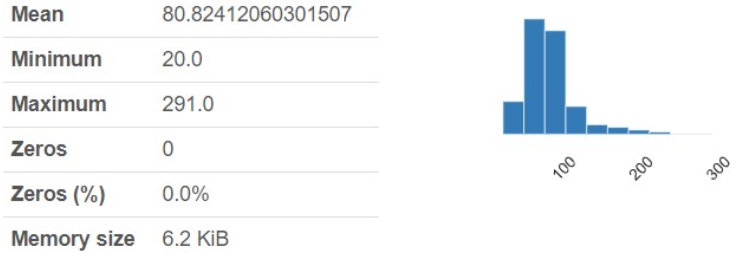 Mean 80.82412060301507
Minimum 20.0
Maximum 291.0
Zeros 0
Zeros (%) 0.0%
Memory size 6.2 KiB
100 200 300